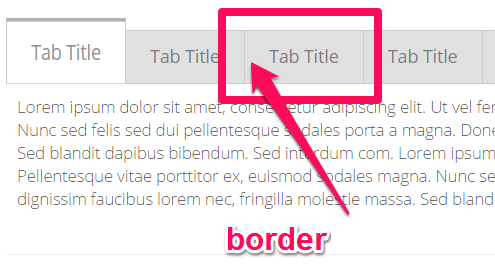 Tab Title Tab Title Tab Title Tab Title
Lorem ipsum dolor sit amet, consectetur adipiscing elit. Ut vel fer
Nunc sed felis sed dui pellentesque sodales porta a magna. Done
Sed blandit dapibus bibendum. Sed interdum com. Lorem ipsum
Pellentesque vitae porttitor ex, euismod sodales magna. Nunc se
dignissim faucibus lorem nec, fringilla molestie massa. Sed bland
border